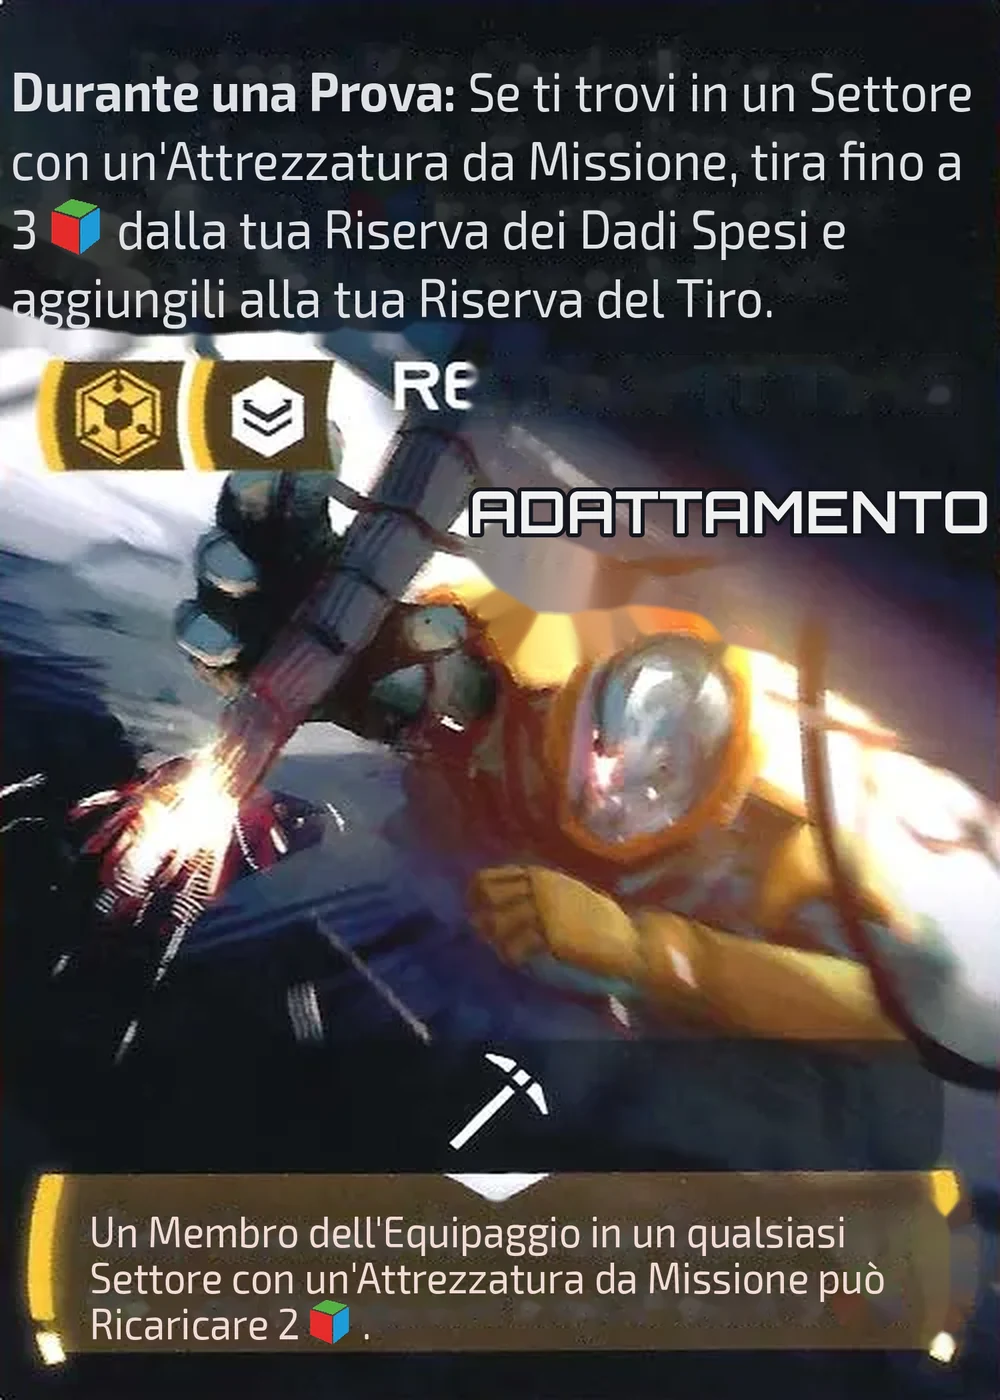 Durante una Prova: Se ti trovi in un Settore
con un'Attrezzatura da Missione, tira fino a
3 dalla tua Riserva dei Dadi Spesi e
aggiungili alla tua Riserva del Tiro.
RE
ADATTAMENTO
Un Membro dell'Equipaggio in un qualsiasi
Settore con un'Attrezzatura da Missione può
Ricaricare 2 .